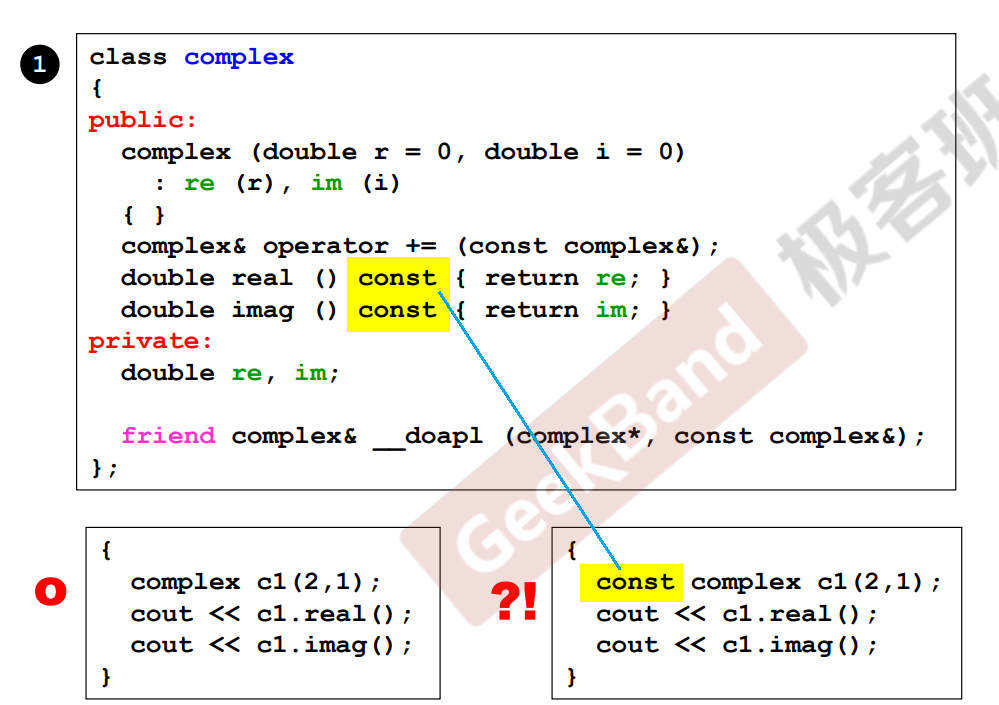 1
class complex
{
public:
  complex (double r = 0, double i = 0)
    : re (r), im (i)
  { }
  complex& operator += (const complex&);
  double real () const { return re; }
  double imag () const { return im; }
private:
  double re, im;
  friend complex& __doapl (complex*, const complex&);
};
GeekBand 极客班
O
{
  complex c1(2,1);
  cout << c1.real();
  cout << c1.imag();
}
?!
{
  const complex c1(2,1);
  cout << c1.real();
  cout << c1.imag();
}